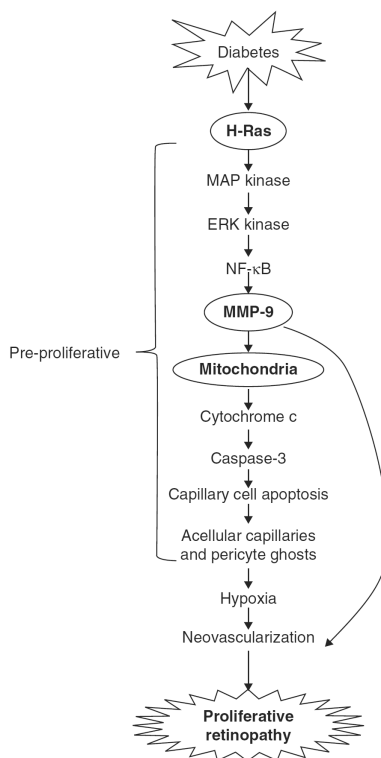 Diabetes
H-Ras
MAP kinase
ERK kinase
NF-κB
MMP-9
Pre-proliferative
Mitochondria
Cytochrome c
Caspase-3
Capillary cell apoptosis
Acellular capillaries
and pericyte ghosts
Hypoxia
Neovascularization
Proliferative
retinopathy